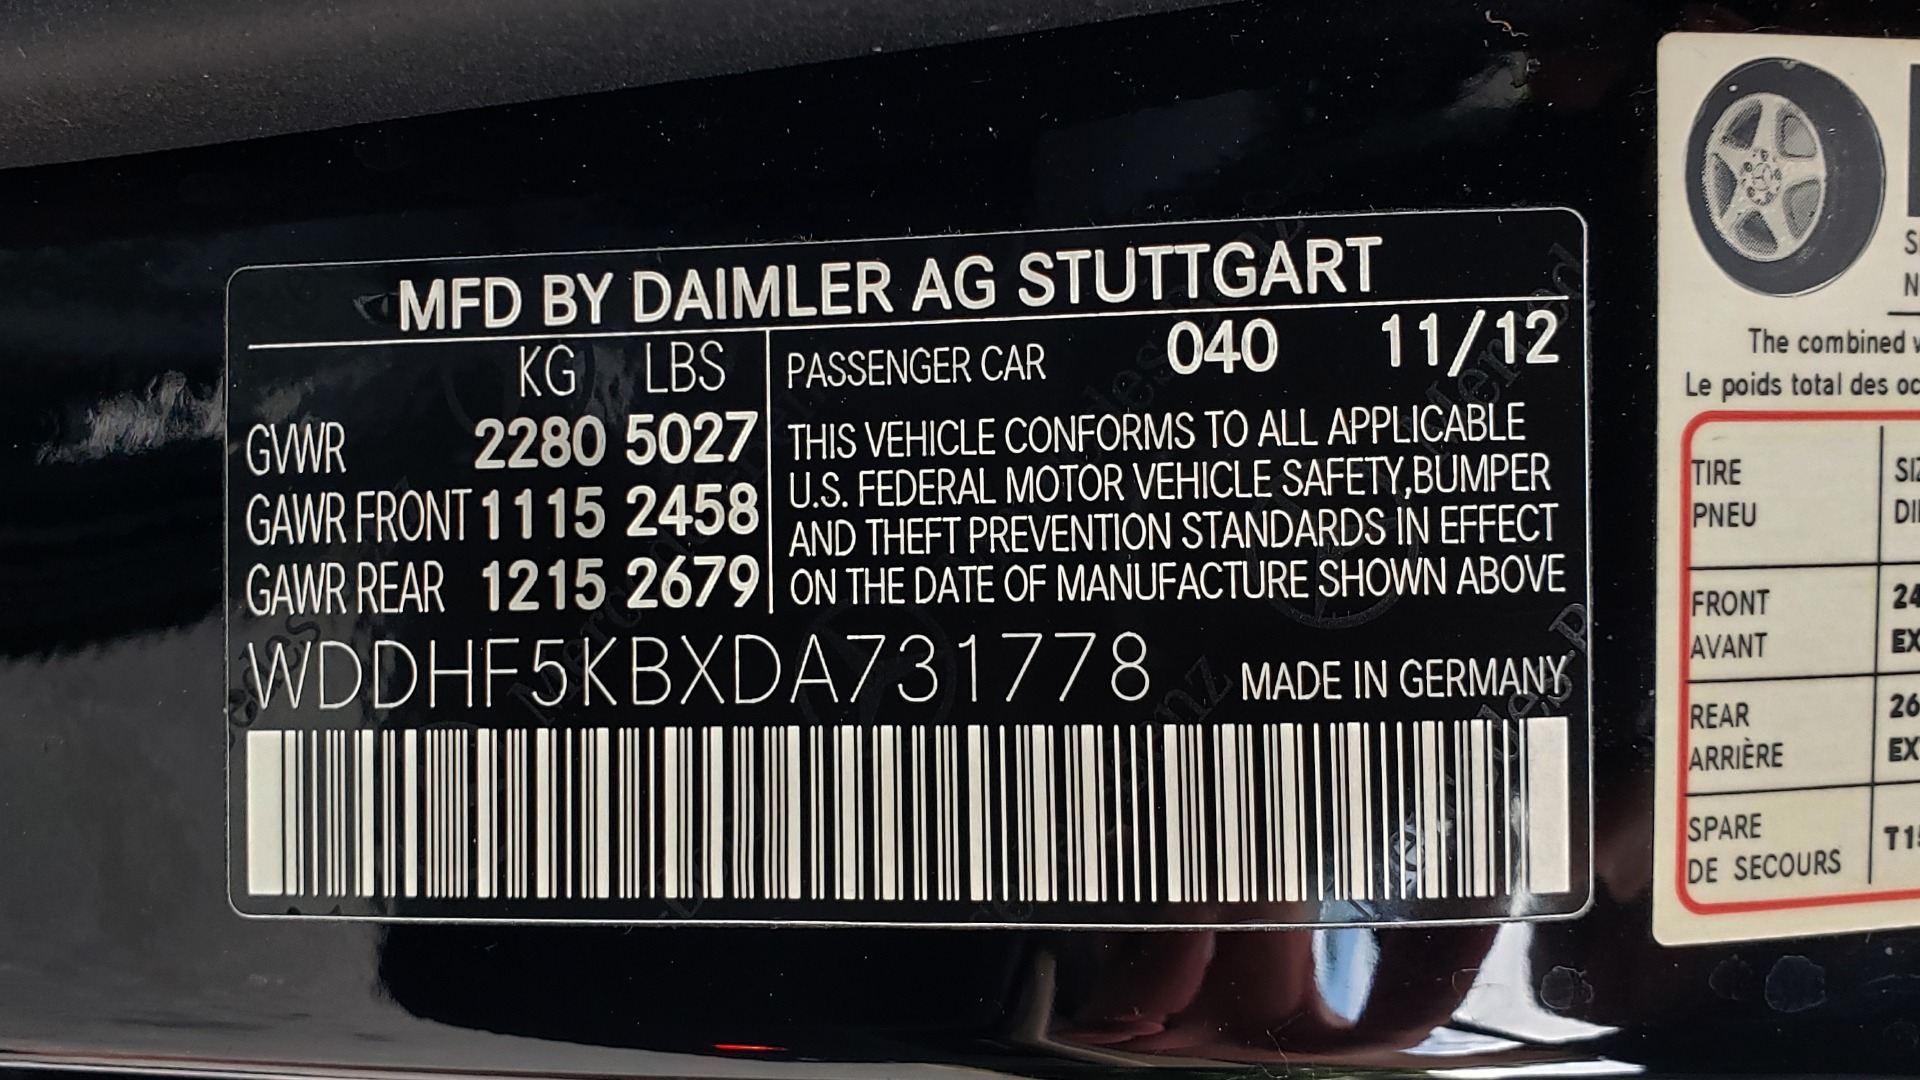 MFD BY DAIMLER AG STUTTGART
KG LBS
GVWR 2280 5027
GAWR FRONT 1115 2458
GAWR REAR 1215 2679
PASSENGER CAR 040 11/12
THIS VEHICLE CONFORMS TO ALL APPLICABLE
U.S. FEDERAL MOTOR VEHICLE SAFETY,BUMPER
AND THEFT PREVENTION STANDARDS IN EFFECT
ON THE DATE OF MANUFACTURE SHOWN ABOVE
WDDHF5KBXDA731778
MADE IN GERMANY
The combined
Le poids total des
TIRE
PNEU
FRONT
AVANT
REAR
ARRIÈRE
SPARE
DE SECOURS